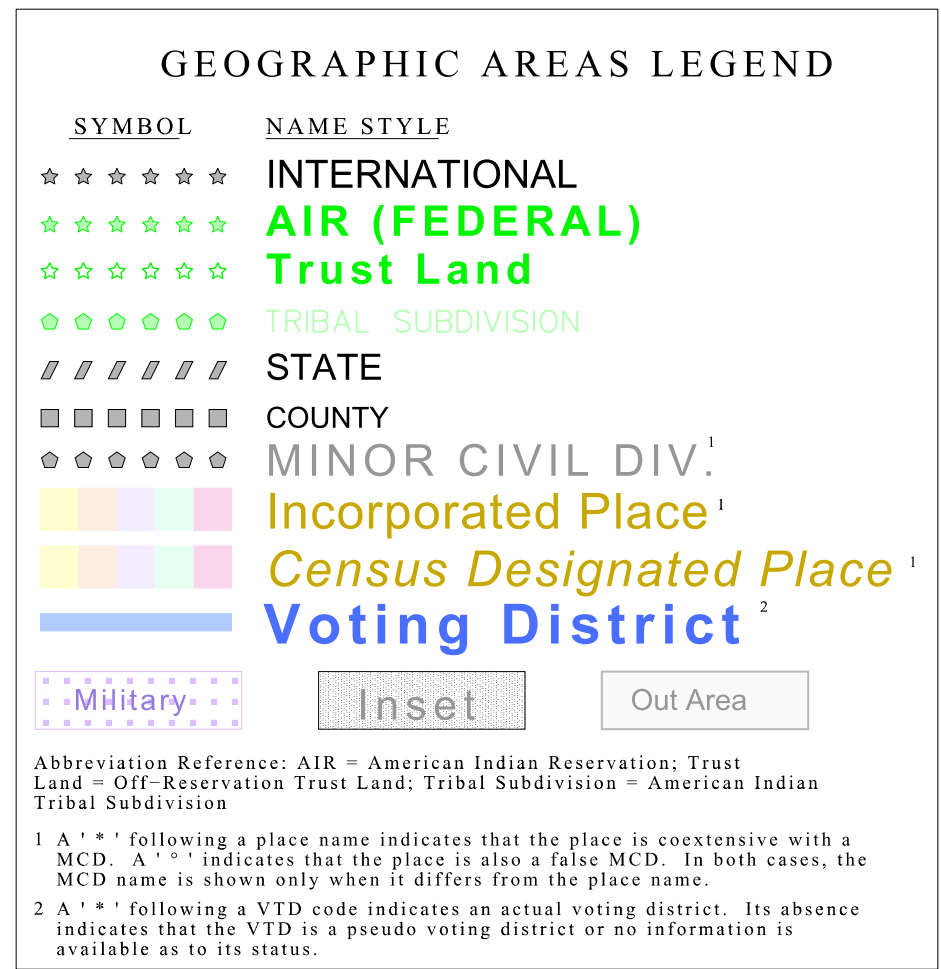 GEOGRAPHIC AREAS LEGEND
SYMBOL NAME STYLE
INTERNATIONAL
AIR (FEDERAL)
Trust Land
TRIBAL SUBDIVISION
STATE
COUNTY
MINOR CIVIL DIV. 1
Incorporated Place 1
Census Designated Place 1
Voting District 2
Military Inset Out Area
Abbreviation Reference: AIR = American Indian Reservation; Trust
Land = Off−Reservation Trust Land; Tribal Subdivision = American Indian
Tribal Subdivision
1 A ' * ' following a place name indicates that the place is coextensive with a
MCD. A ' ° ' indicates that the place is also a false MCD. In both cases, the
MCD name is shown only when it differs from the place name.
2 A ' * ' following a VTD code indicates an actual voting district. Its absence
indicates that the VTD is a pseudo voting district or no information is
available as to its status.